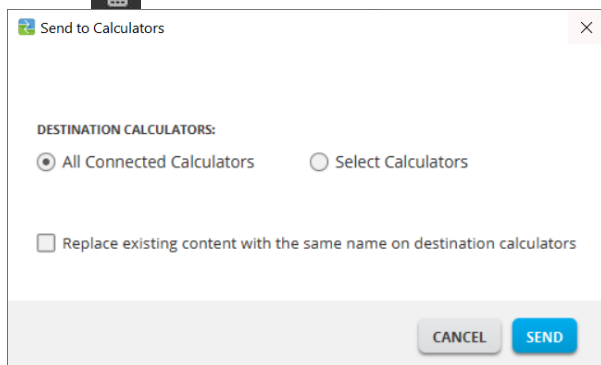 Send to Calculators
DESTINATION CALCULATORS:
All Connected Calculators
Select Calculators
Replace existing content with the same name on destination calculators
CANCEL
SEND